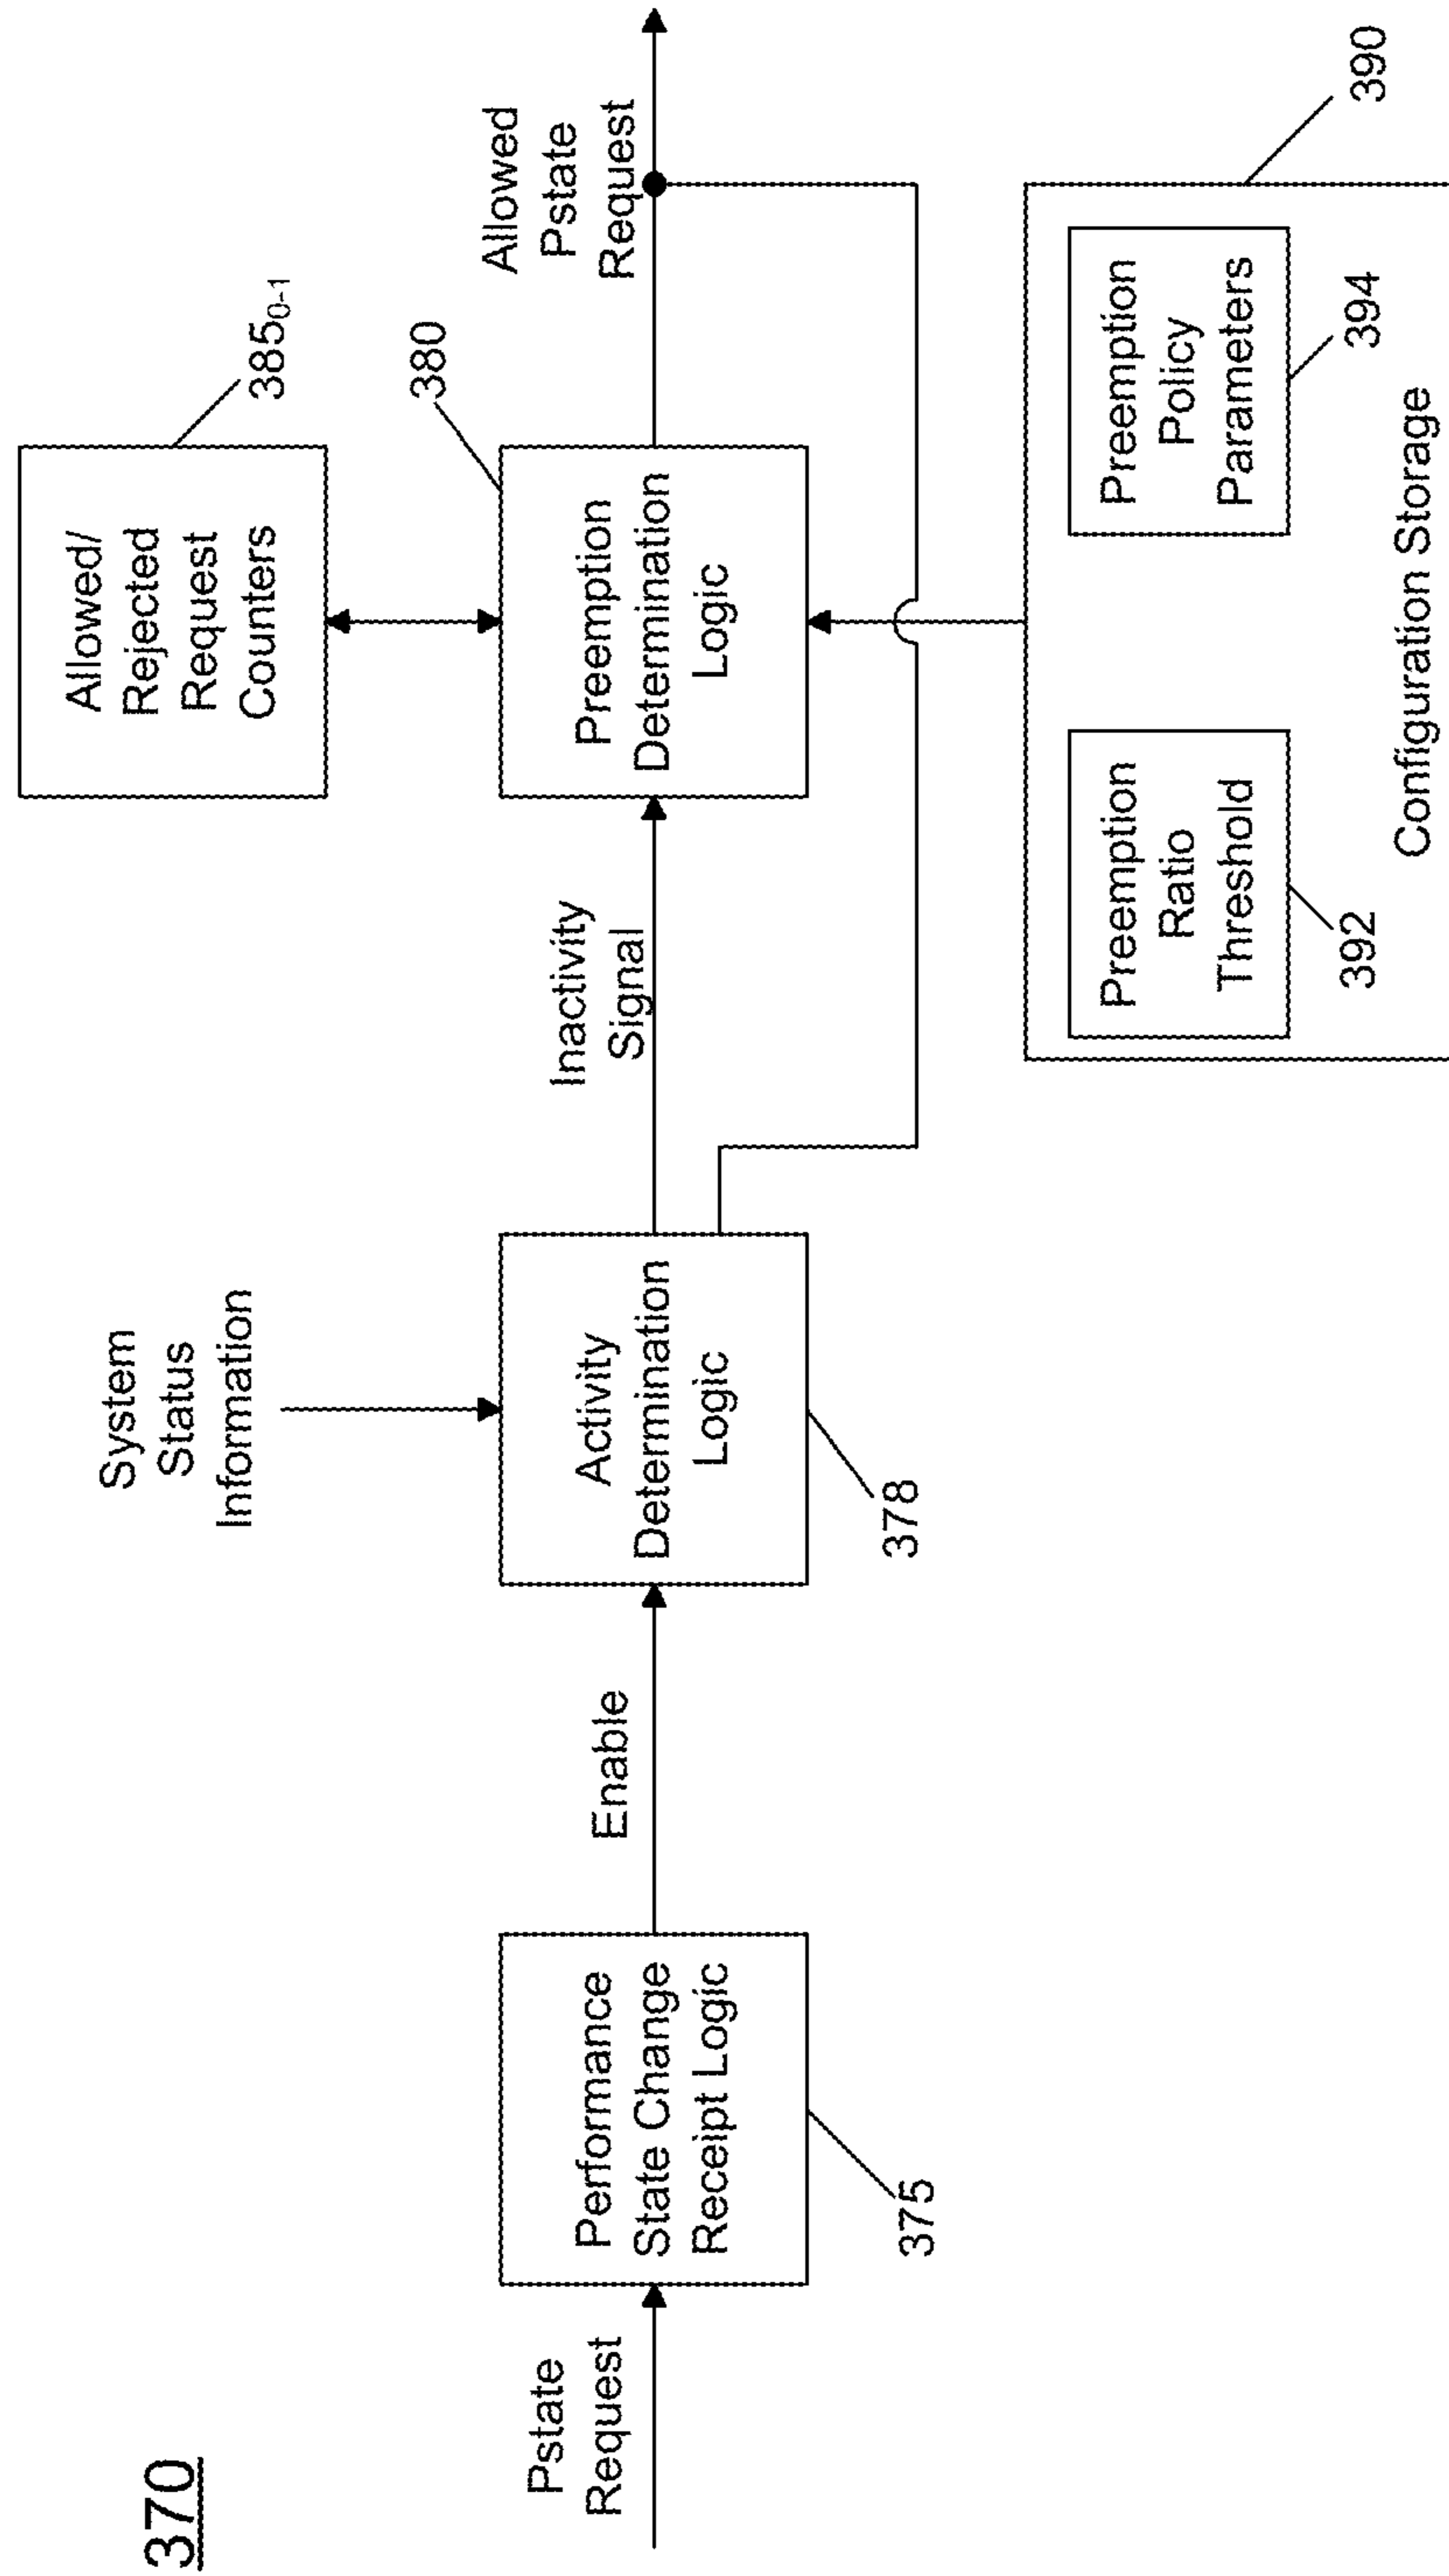 370
Pstate
Request
Performance
State Change
Receipt Logic
375
Enable
System
Status
Information
Activity
Determination
Logic
378
Inactivity
Signal
Allowed/
Rejected
Request
Counters
385₀₋₁
Preemption
Determination
Logic
380
Allowed
Pstate
Request
Preemption
Ratio
Threshold
392
Preemption
Policy
Parameters
394
Configuration Storage
390